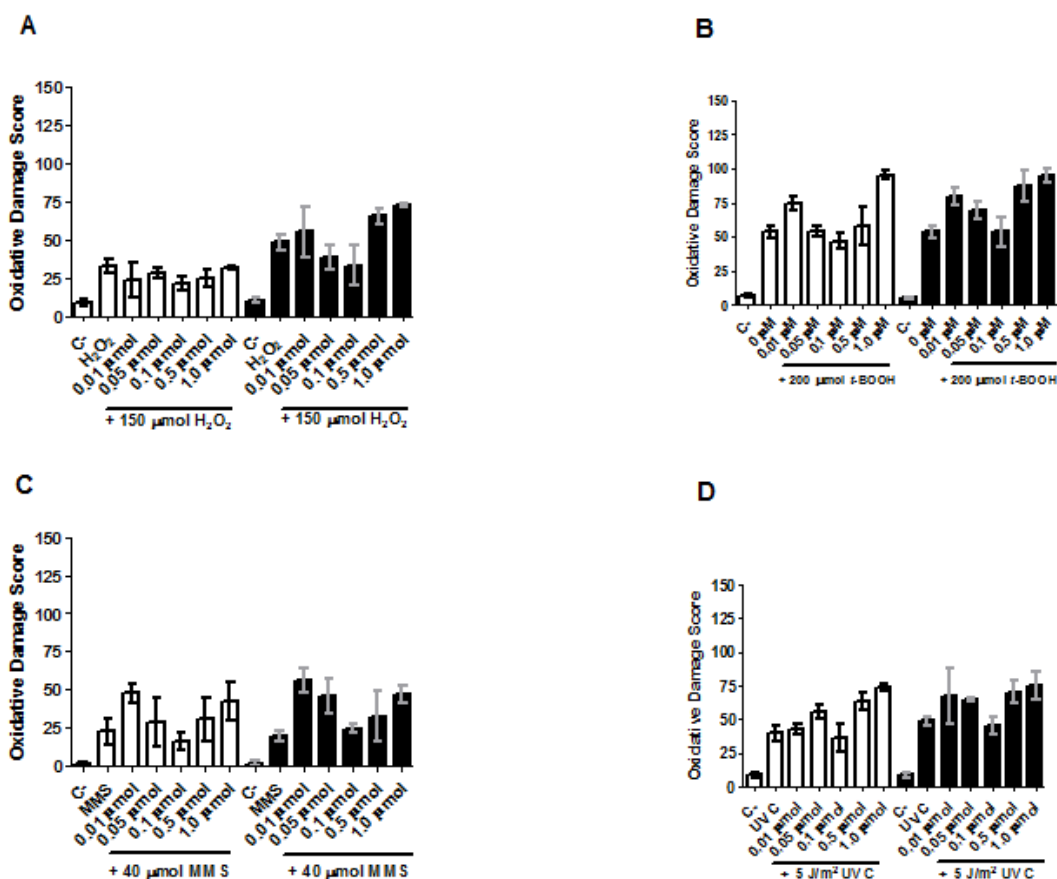 A
Oxidative Damage Score
150
125
100
75
50
25
0
C-
H₂O₂
0.01 µmol
0.05 µmol
0.1 µmol
0.5 µmol
1.0 µmol
C-
H₂O₂
0.01 µmol
0.05 µmol
0.1 µmol
0.5 µmol
1.0 µmol
+ 150 µmol H₂O₂
+ 150 µmol H₂O₂
B
Oxidative Damage Score
150
125
100
75
50
25
0
C-
0 µM
0.01 µM
0.05 µM
0.1 µM
0.5 µM
1.0 µM
C-
0 µM
0.01 µM
0.05 µM
0.1 µM
0.5 µM
1.0 µM
+ 200 µmol t-BOOH
+ 200 µmol t-BOOH
C
Oxidative Damage Score
150
125
100
75
50
25
0
C-
MMS
0.01 µmol
0.05 µmol
0.1 µmol
0.5 µmol
1.0 µmol
C-
MMS
0.01 µmol
0.05 µmol
0.1 µmol
0.5 µmol
1.0 µmol
+ 40 µmol MMS
+ 40 µmol MMS
D
Oxidative Damage Score
150
125
100
75
50
25
0
C-
UVC
0.01 µmol
0.05 µmol
0.1 µmol
0.5 µmol
1.0 µmol
C-
UVC
0.01 µmol
0.05 µmol
0.1 µmol
0.5 µmol
1.0 µmol
+ 5 J/m² UVC
+ 5 J/m² UVC